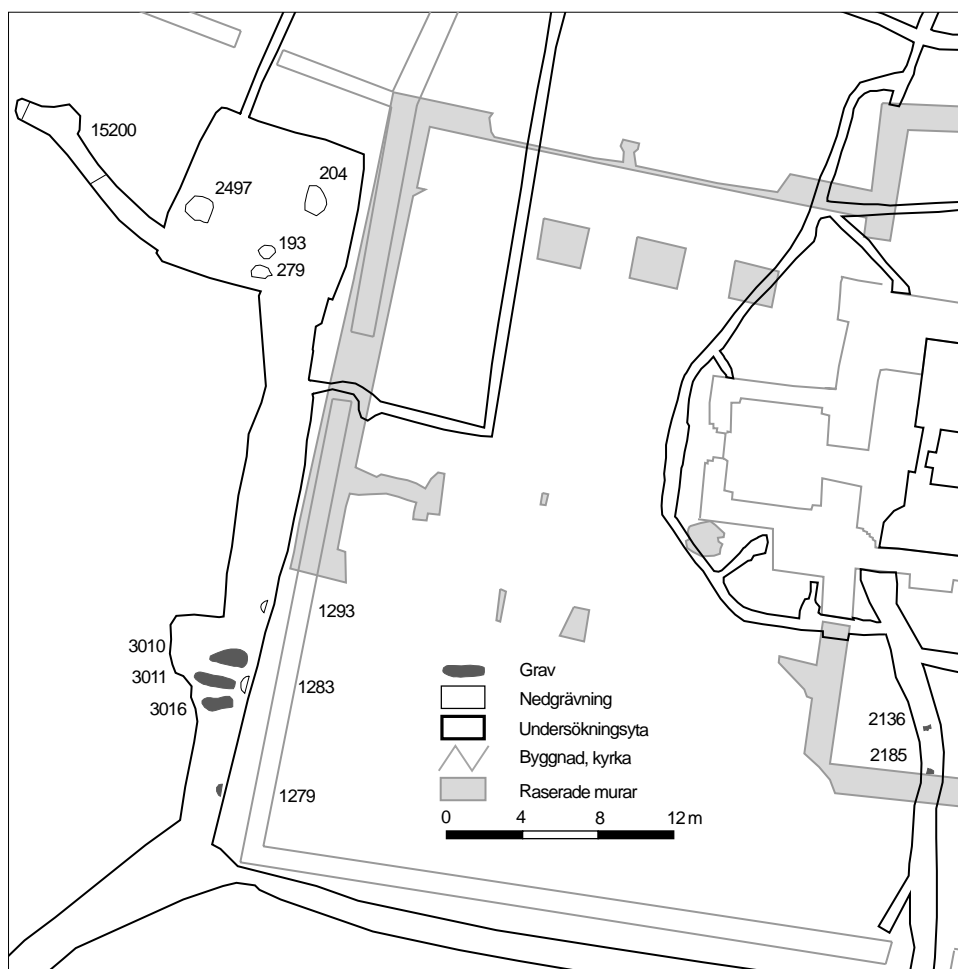 15200
204
2497
193
279
1293
3010
3011
1283
3016
1279
Grav
Nedgrävning
Undersökningsyta
Byggnad, kyrka
Raserade murar
0 4 8 12 m
2136
2185